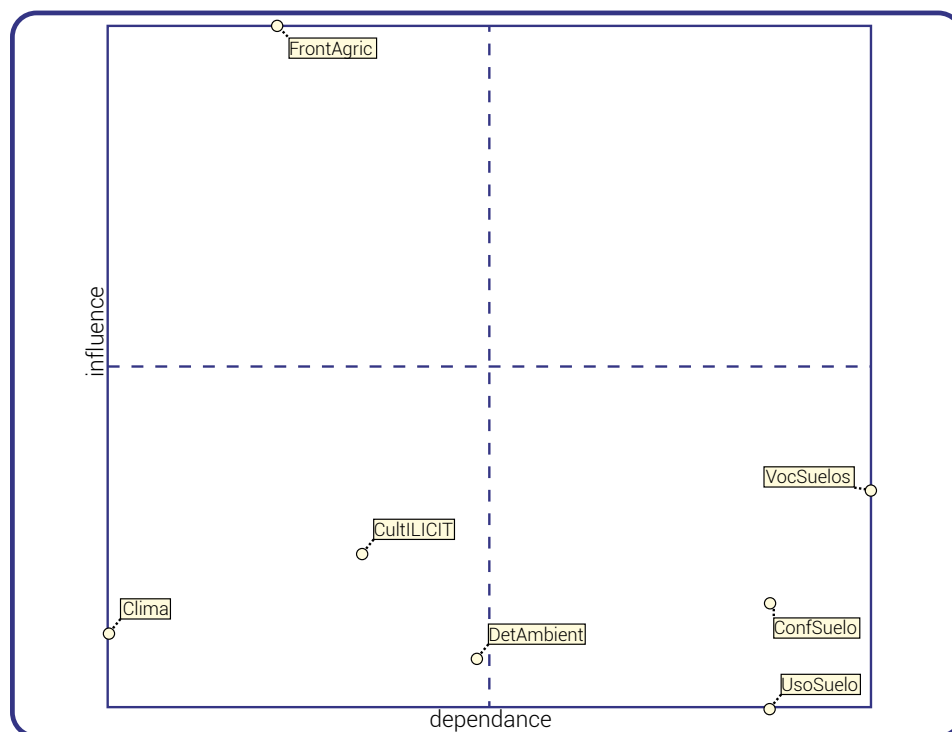 FrontAgric
influence
VocSuelos
CultILICIT
Clima
DetAmbient
ConfSuelo
UsoSuelo
dependance